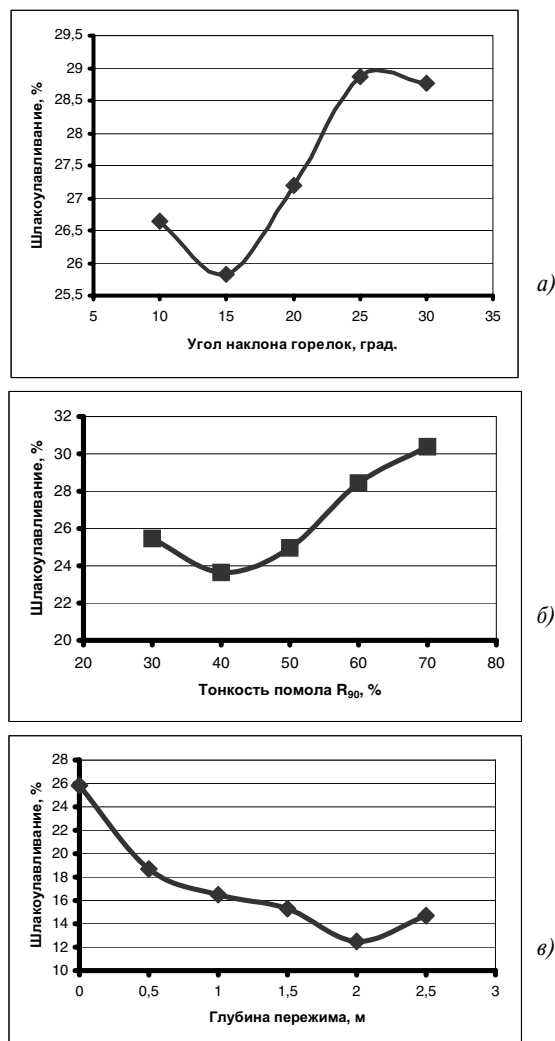 29,5
29
28,5
28
27,5
27
26,5
26
25,5
Шлакоулавливание, %
5 10 15 20 25 30 35
Угол наклона горелок, град.
а)
32
30
28
26
24
22
20
Шлакоулавливание, %
20 30 40 50 60 70 80
Тонкость помола R₉₀, %
б)
28
26
24
22
20
18
16
14
12
10
Шлакоулавливание, %
0 0,5 1 1,5 2 2,5 3
Глубина пережима, м
в)